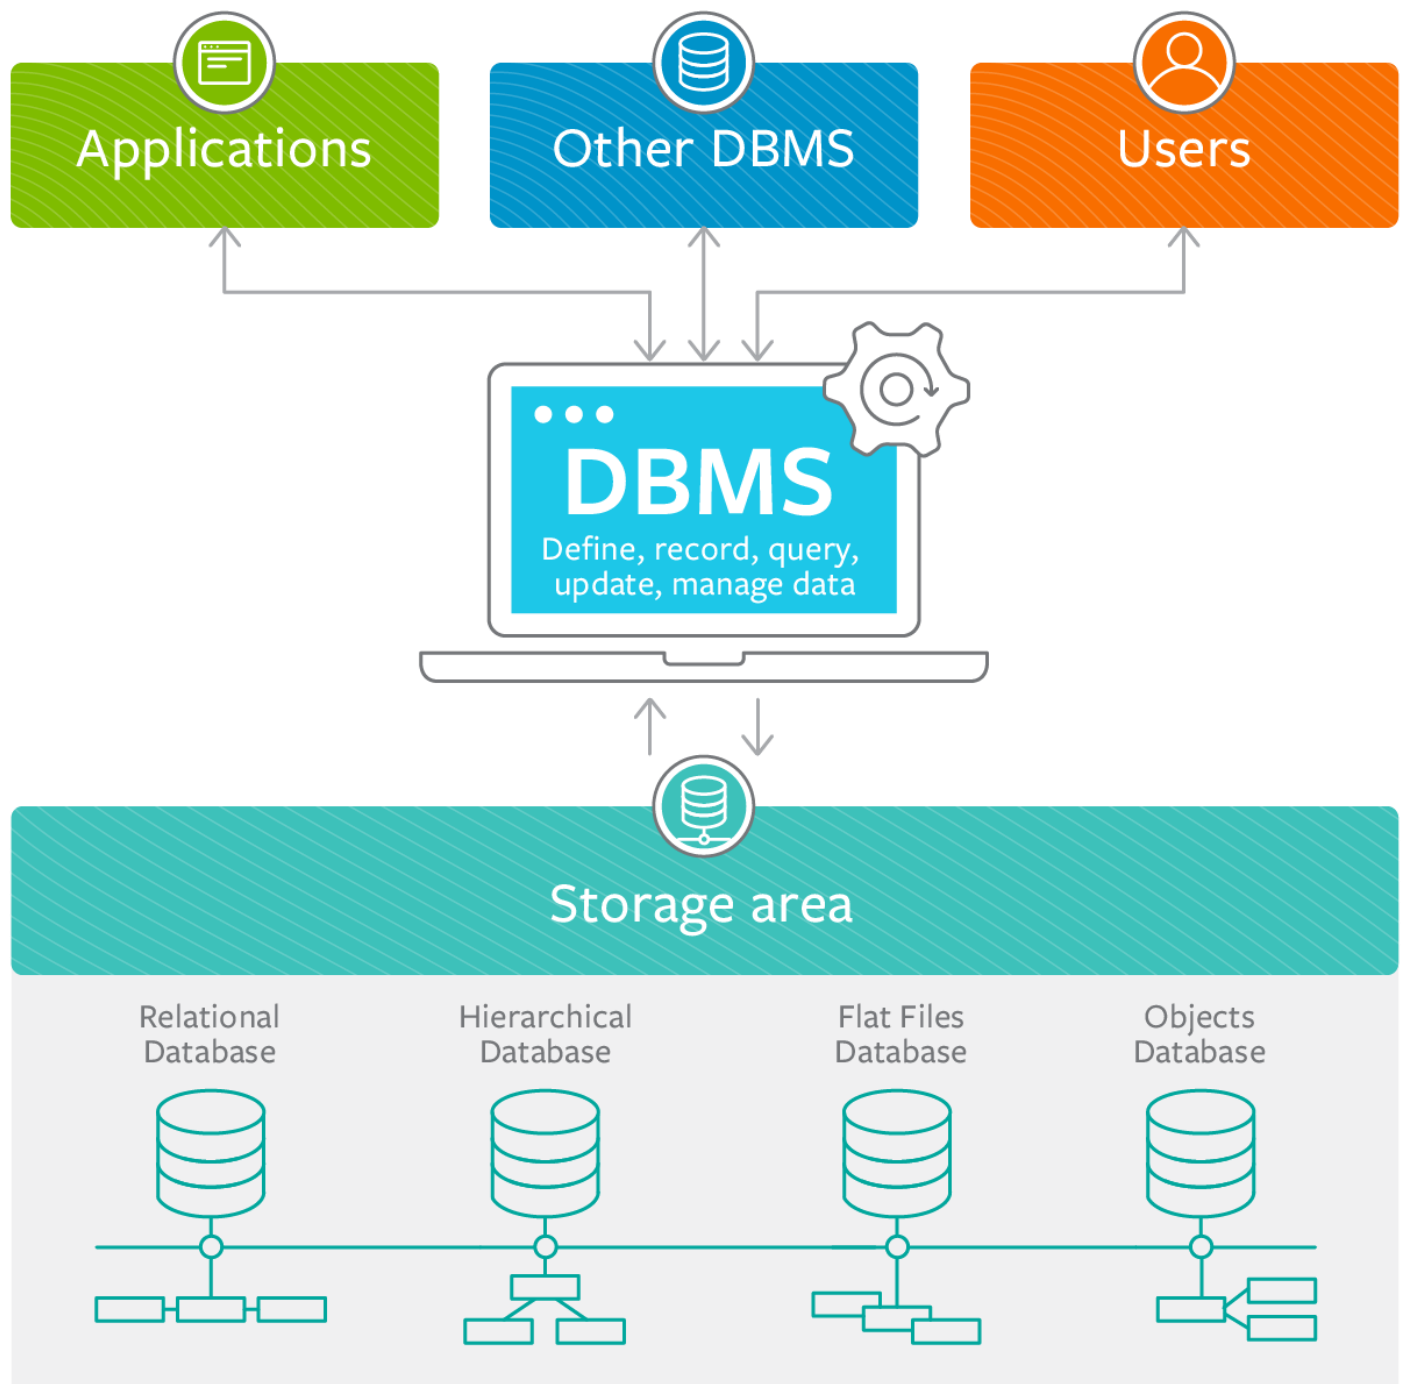 Applications
Other DBMS
Users
DBMS
Define, record, query,
update, manage data
Storage area
Relational
Database
Hierarchical
Database
Flat Files
Database
Objects
Database